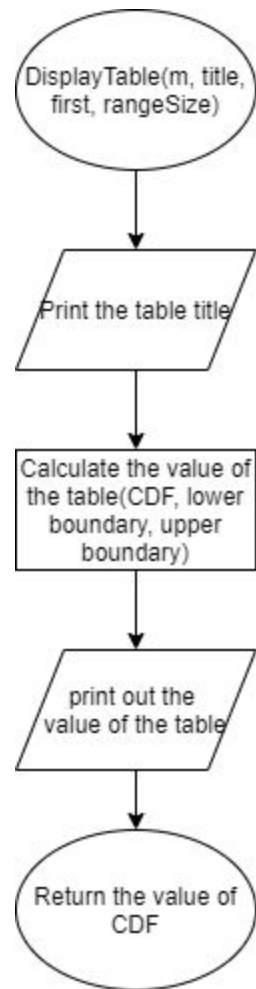 DisplayTable(m, title,
first, rangeSize)
Print the table title
Calculate the value of
the table(CDF, lower
boundary, upper
boundary)
print out the
value of the table
Return the value of
CDF